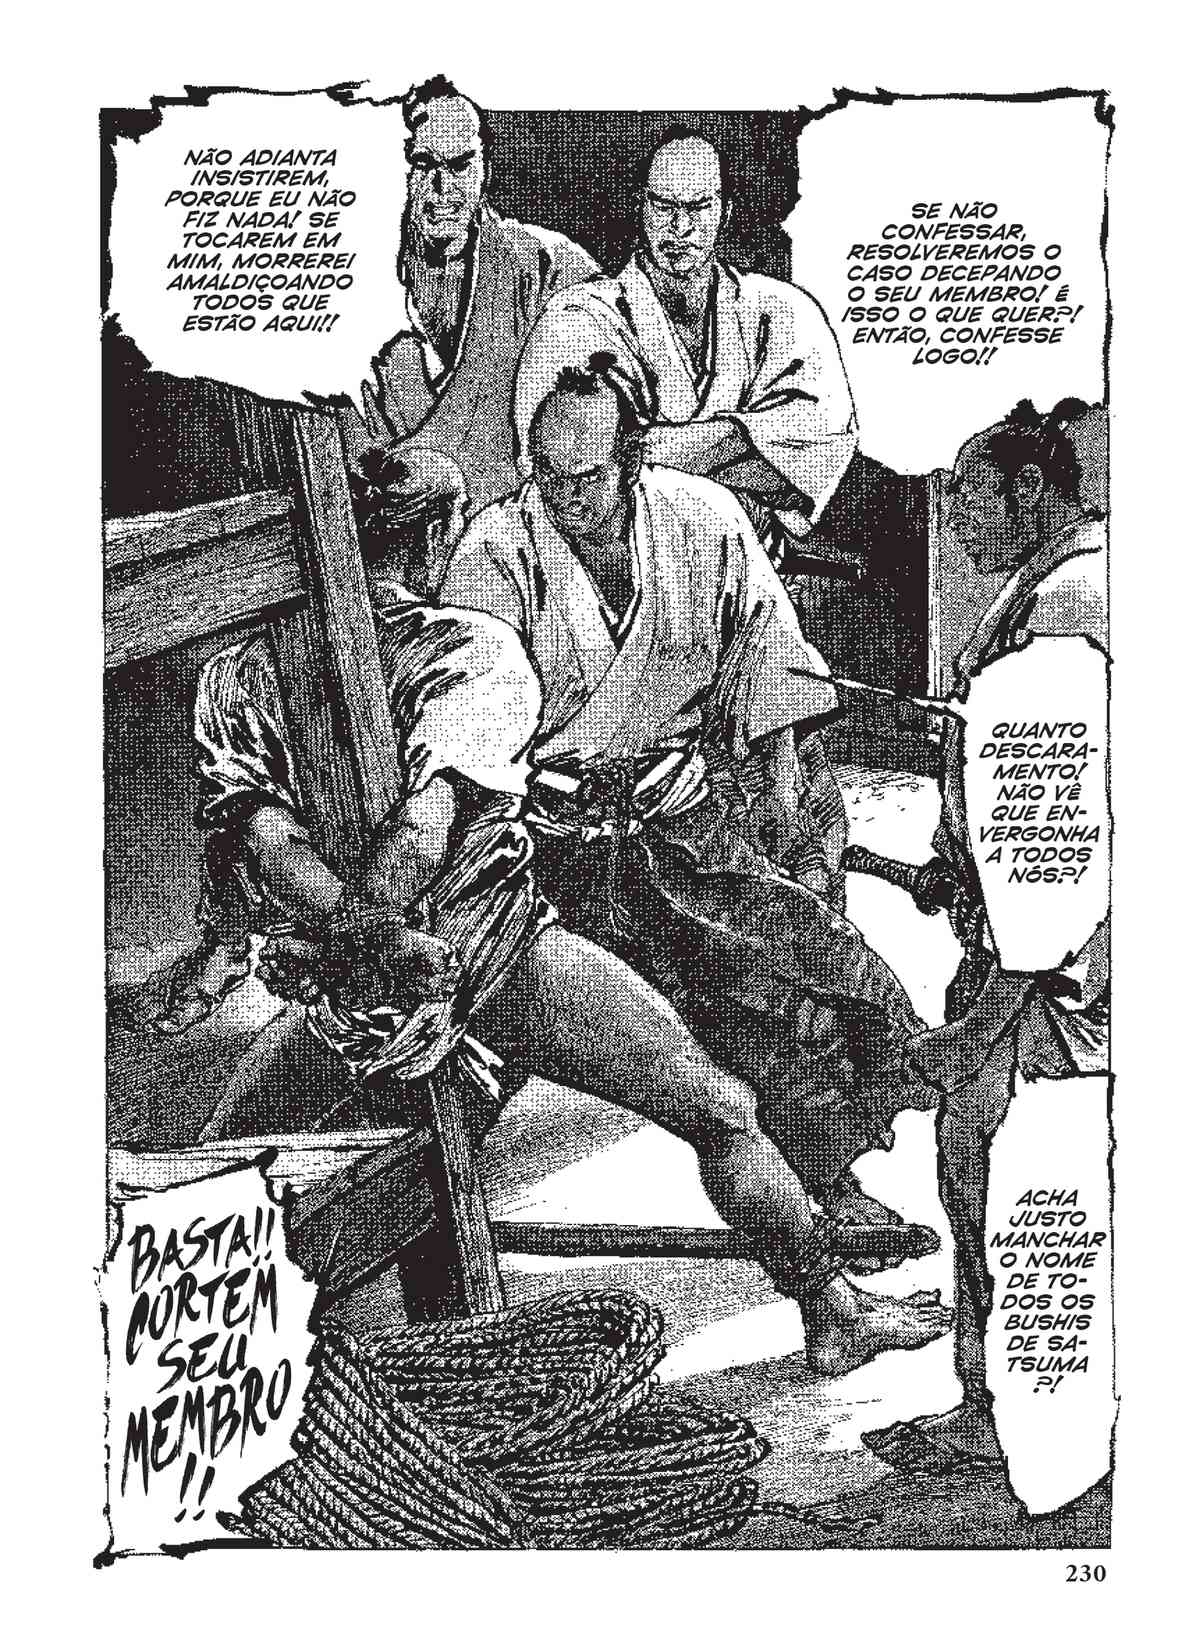 SE NÃO
CONFESSAR,
RESOLVEREMOS O
CASO DECEPANDO
O SEU MEMBRO! É
ISSO O QUE QUER?!
ENTÃO, CONFESSE
LOGO!!
NÃO ADIANTA
INSISTIREM,
PORQUE EU NÃO
FIZ NADA! SE
TOCAREM EM
MIM, MORREREI
AMALDIÇOANDO
TODOS QUE
ESTÃO AQUI!!
QUANTO
DESCARA-
MENTO!
NÃO VÊ
QUE EN-
VERGONHA
A TODOS
NÓS?!
ACHA
JUSTO
MANCHAR
O NOME
DE TO-
DOS OS
BUSHIS
DE SA-
TSUMA
?!
BASTA!!
CORTEM
SEU
MEMBRO
!!
230